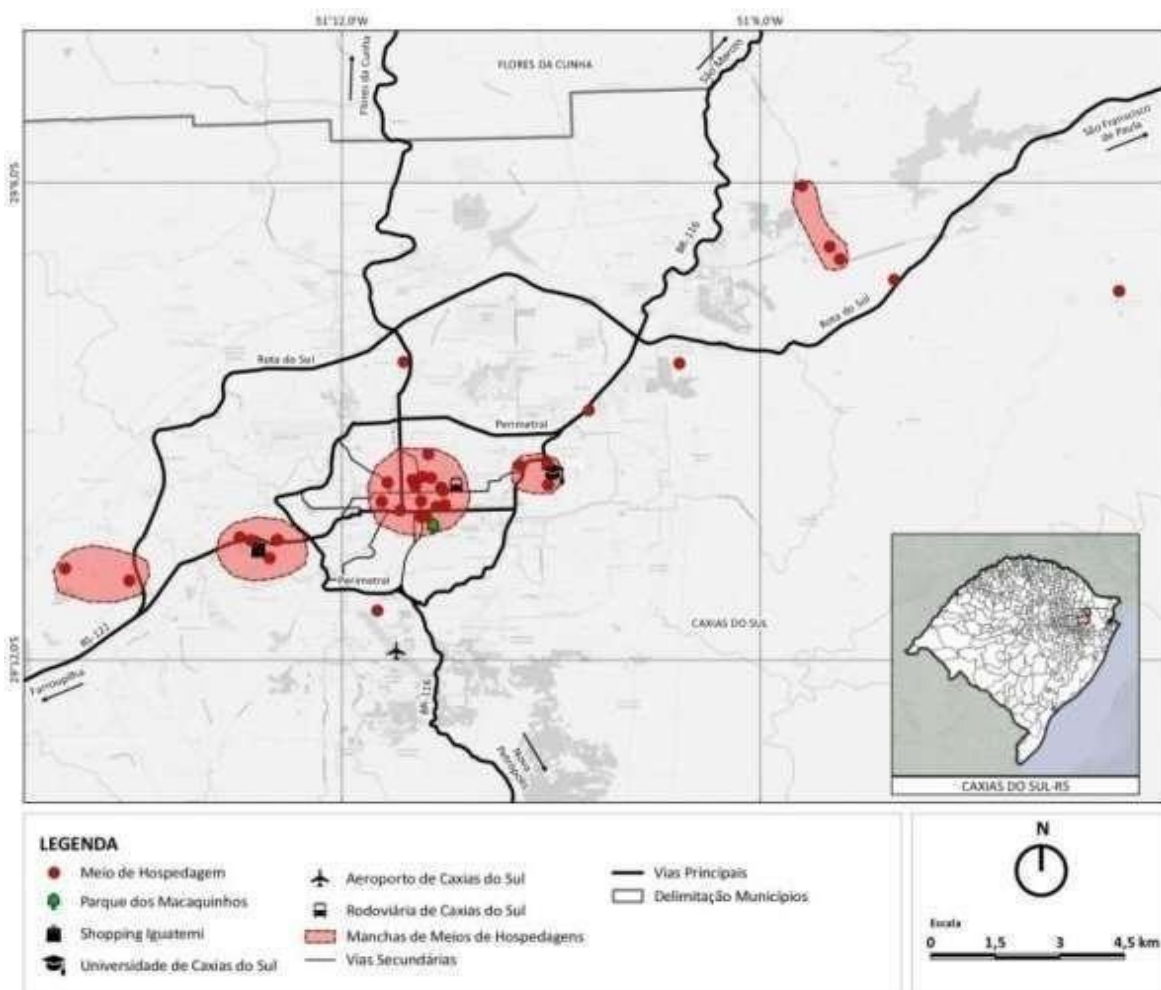 51°12,0'W
51°6,0'W
FLORES DA CUNHA
Flores da Cunha
São Marcos
São Francisco
de Paula
29°6,0'S
BR-116
Rota do Sul
Rota do Sul
Perimetral
Perimetral
CAXIAS DO SUL
RS-122
29°12,0'S
Farroupilha
BR-116
Nova
Petrópolis
CAXIAS DO SUL-RS
LEGENDA
Meio de Hospedagem
Parque dos Macaquinhos
Shopping Iguatemi
Universidade de Caxias do Sul
Aeroporto de Caxias do Sul
Rodoviária de Caxias do Sul
Manchas de Meios de Hospedagens
Vias Secundárias
Vias Principais
Delimitação Municípios
N
Escala
0 1,5 3 4,5 km